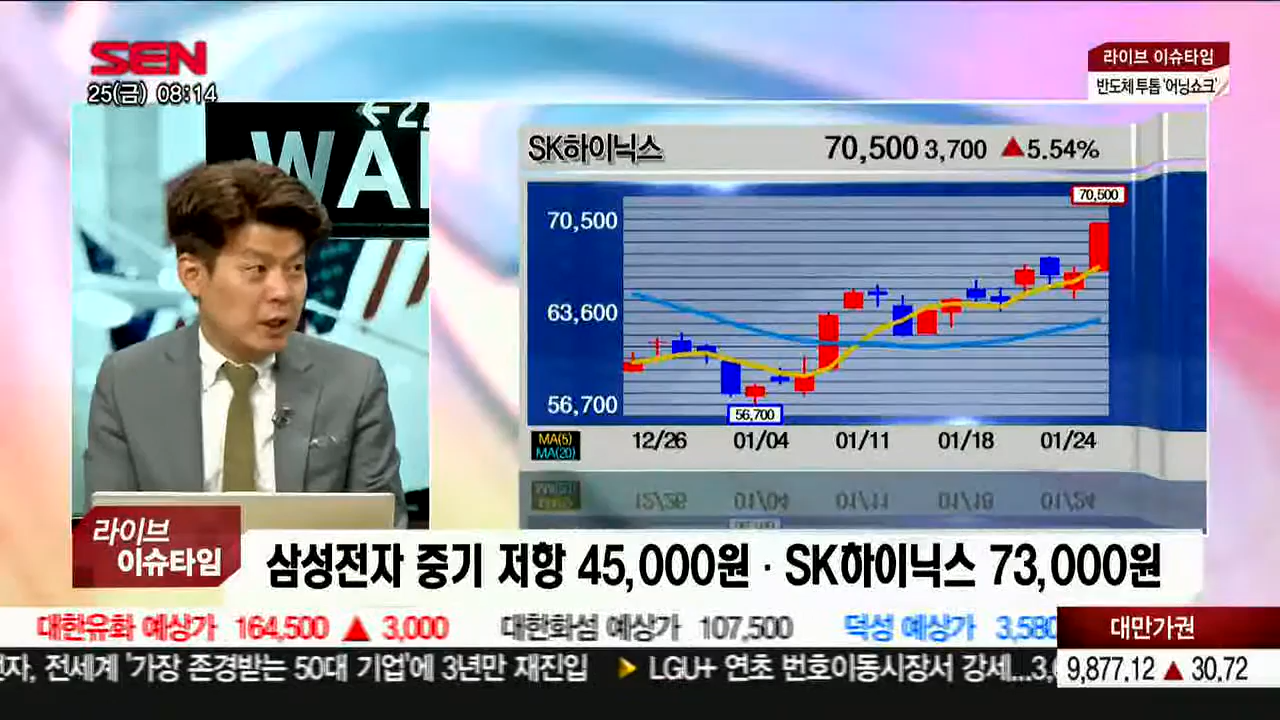 SEN
25(금) 08:14
라이브 이슈타임
반도체 투톱 '어닝쇼크'
WA
SK하이닉스 70,500 3,700 ▲5.54%
70,500
70,500
63,600
56,700
56,700
MA(5)
MA(20)
12/26 01/04 01/11 01/18 01/24
라이브
이슈타임
삼성전자 중기 저항 45,000원 · SK하이닉스 73,000원
대한유화 예상가 164,500 ▲ 3,000 대한화섬 예상가 107,500 덕성 예상가 3,580
대만가권
전자, 전세계 '가장 존경받는 50대 기업'에 3년만 재진입 ▶ LGU+ 연초 번호이동시장서 강세...3,
9,877.12 ▲ 30.72